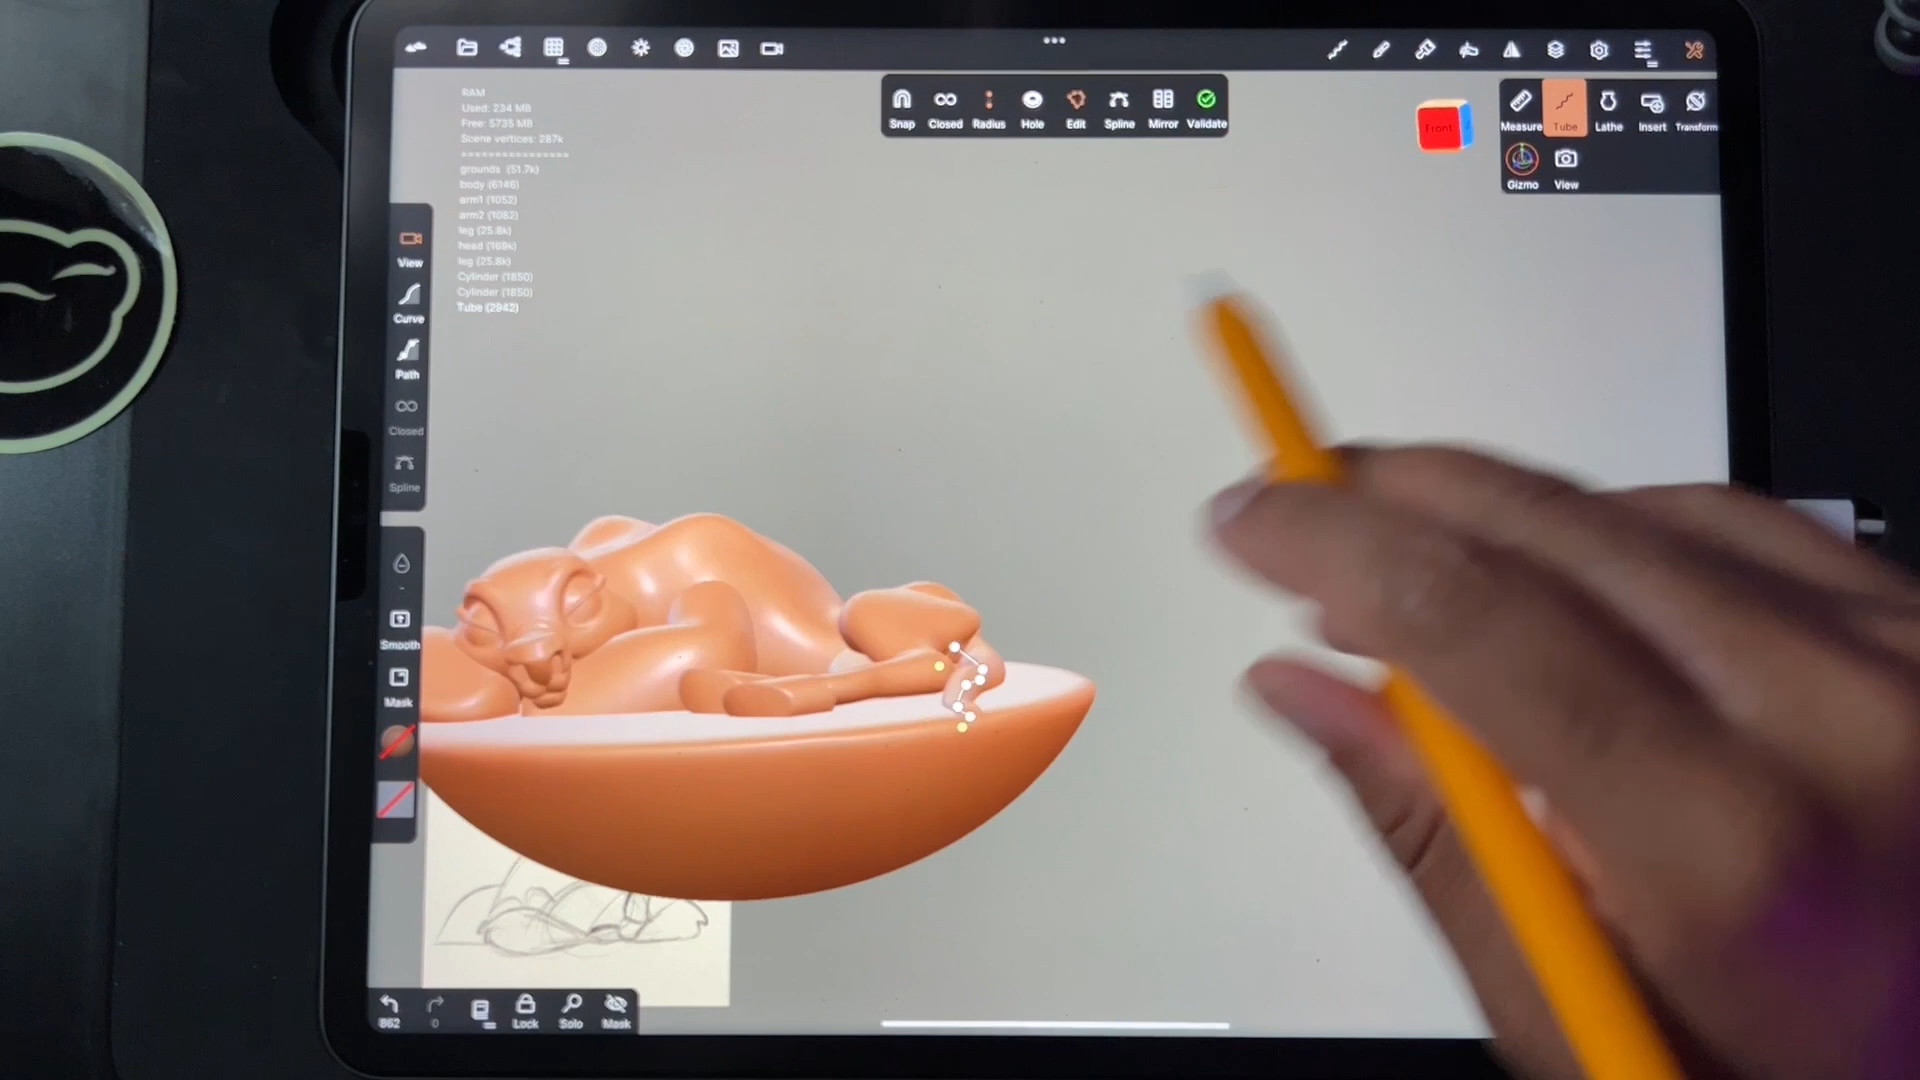 RAM
Used: 234 MB
Free: 5735 MB
Scene vertices: 287k
==================
grounds (51.7k)
body (6146)
arm1 (1052)
arm2 (1082)
leg (25.8k)
head (169k)
leg (25.8k)
Cylinder (1850)
Cylinder (1850)
Tube (2942)
Snap Closed Radius Hole Edit Spline Mirror Validate
Front
Measure Tube Lathe Insert Transform
Gizmo View
View
Curve
Path
Closed
Spline
Smooth
Mask
862 0 Lock Solo Mask